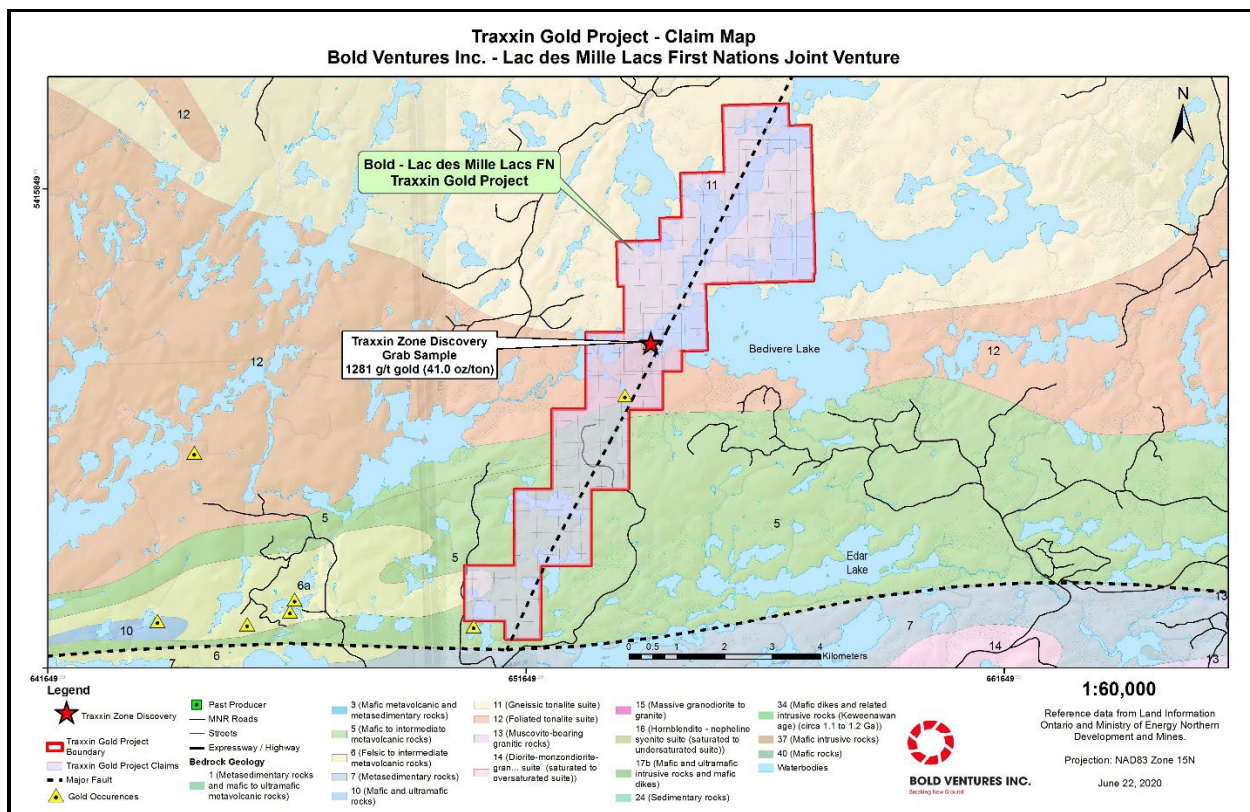 Traxxin Gold Project - Claim Map
Bold Ventures Inc. - Lac des Mille Lacs First Nations Joint Venture
12
N
Bold - Lac des Mille Lacs FN
Traxxin Gold Project
11
5415849
Traxxin Zone Discovery
Grab Sample
1281 g/t gold (41.0 oz/ton)
Bedivere Lake
12
12
5
5
5
6a
Edar
Lake
10
7
6
7
14
13
13
0 0.5 1 2 3 4
Kilometers
641649
651649
661649
Legend
Traxxin Zone Discovery
Traxxin Gold Project
Boundary
Traxxin Gold Project Claims
Major Fault
Gold Occurences
Past Producer
MNR Roads
Streets
Expressway / Highway
Bedrock Geology
1 (Metasedimentary rocks
and mafic to ultramafic
metavolcanic rocks)
3 (Mafic metavolcanic and
metasedimentary rocks)
5 (Mafic to intermediate
metavolcanic rocks)
6 (Felsic to intermediate
metavolcanic rocks)
7 (Metasedimentary rocks)
10 (Mafic and ultramafic
rocks)
11 (Gneissic tonalite suite)
12 (Foliated tonalite suite)
13 (Muscovite-bearing
granitic rocks)
14 (Diorite-monzondiorite-
gran... suite (saturated to
oversaturated suite))
15 (Massive granodiorite to
granite)
16 (Hornblendito - nepheline
syenite suite (saturated to
undersaturated suite))
17b (Mafic and ultramafic
intrusive rocks and mafic
dikes)
24 (Sedimentary rocks)
34 (Mafic dikes and related
intrusive rocks (Keweenawan
age) (circa 1.1 to 1.2 Ga))
37 (Mafic intrusive rocks)
40 (Mafic rocks)
Waterbodies
BOLD VENTURES INC.
Breaking New Ground
1:60,000
Reference data from Land Information
Ontario and Ministry of Energy Northern
Development and Mines.
Projection: NAD83 Zone 15N
June 22, 2020